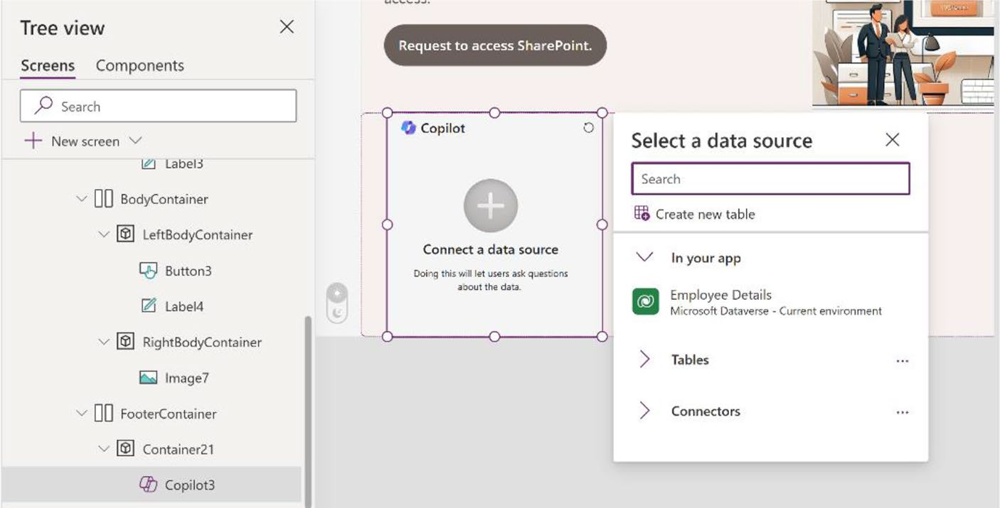 Tree view
Screens
Components
Search
New screen
Label3
BodyContainer
LeftBodyContainer
Button3
Label4
RightBodyContainer
Image7
FooterContainer
Container21
Copilot3
access.
Request to access SharePoint.
Copilot
Connect a data source
Doing this will let users ask questions
about the data.
Select a data source
Search
Create new table
In your app
Employee Details
Microsoft Dataverse - Current environment
Tables
...
Connectors
...